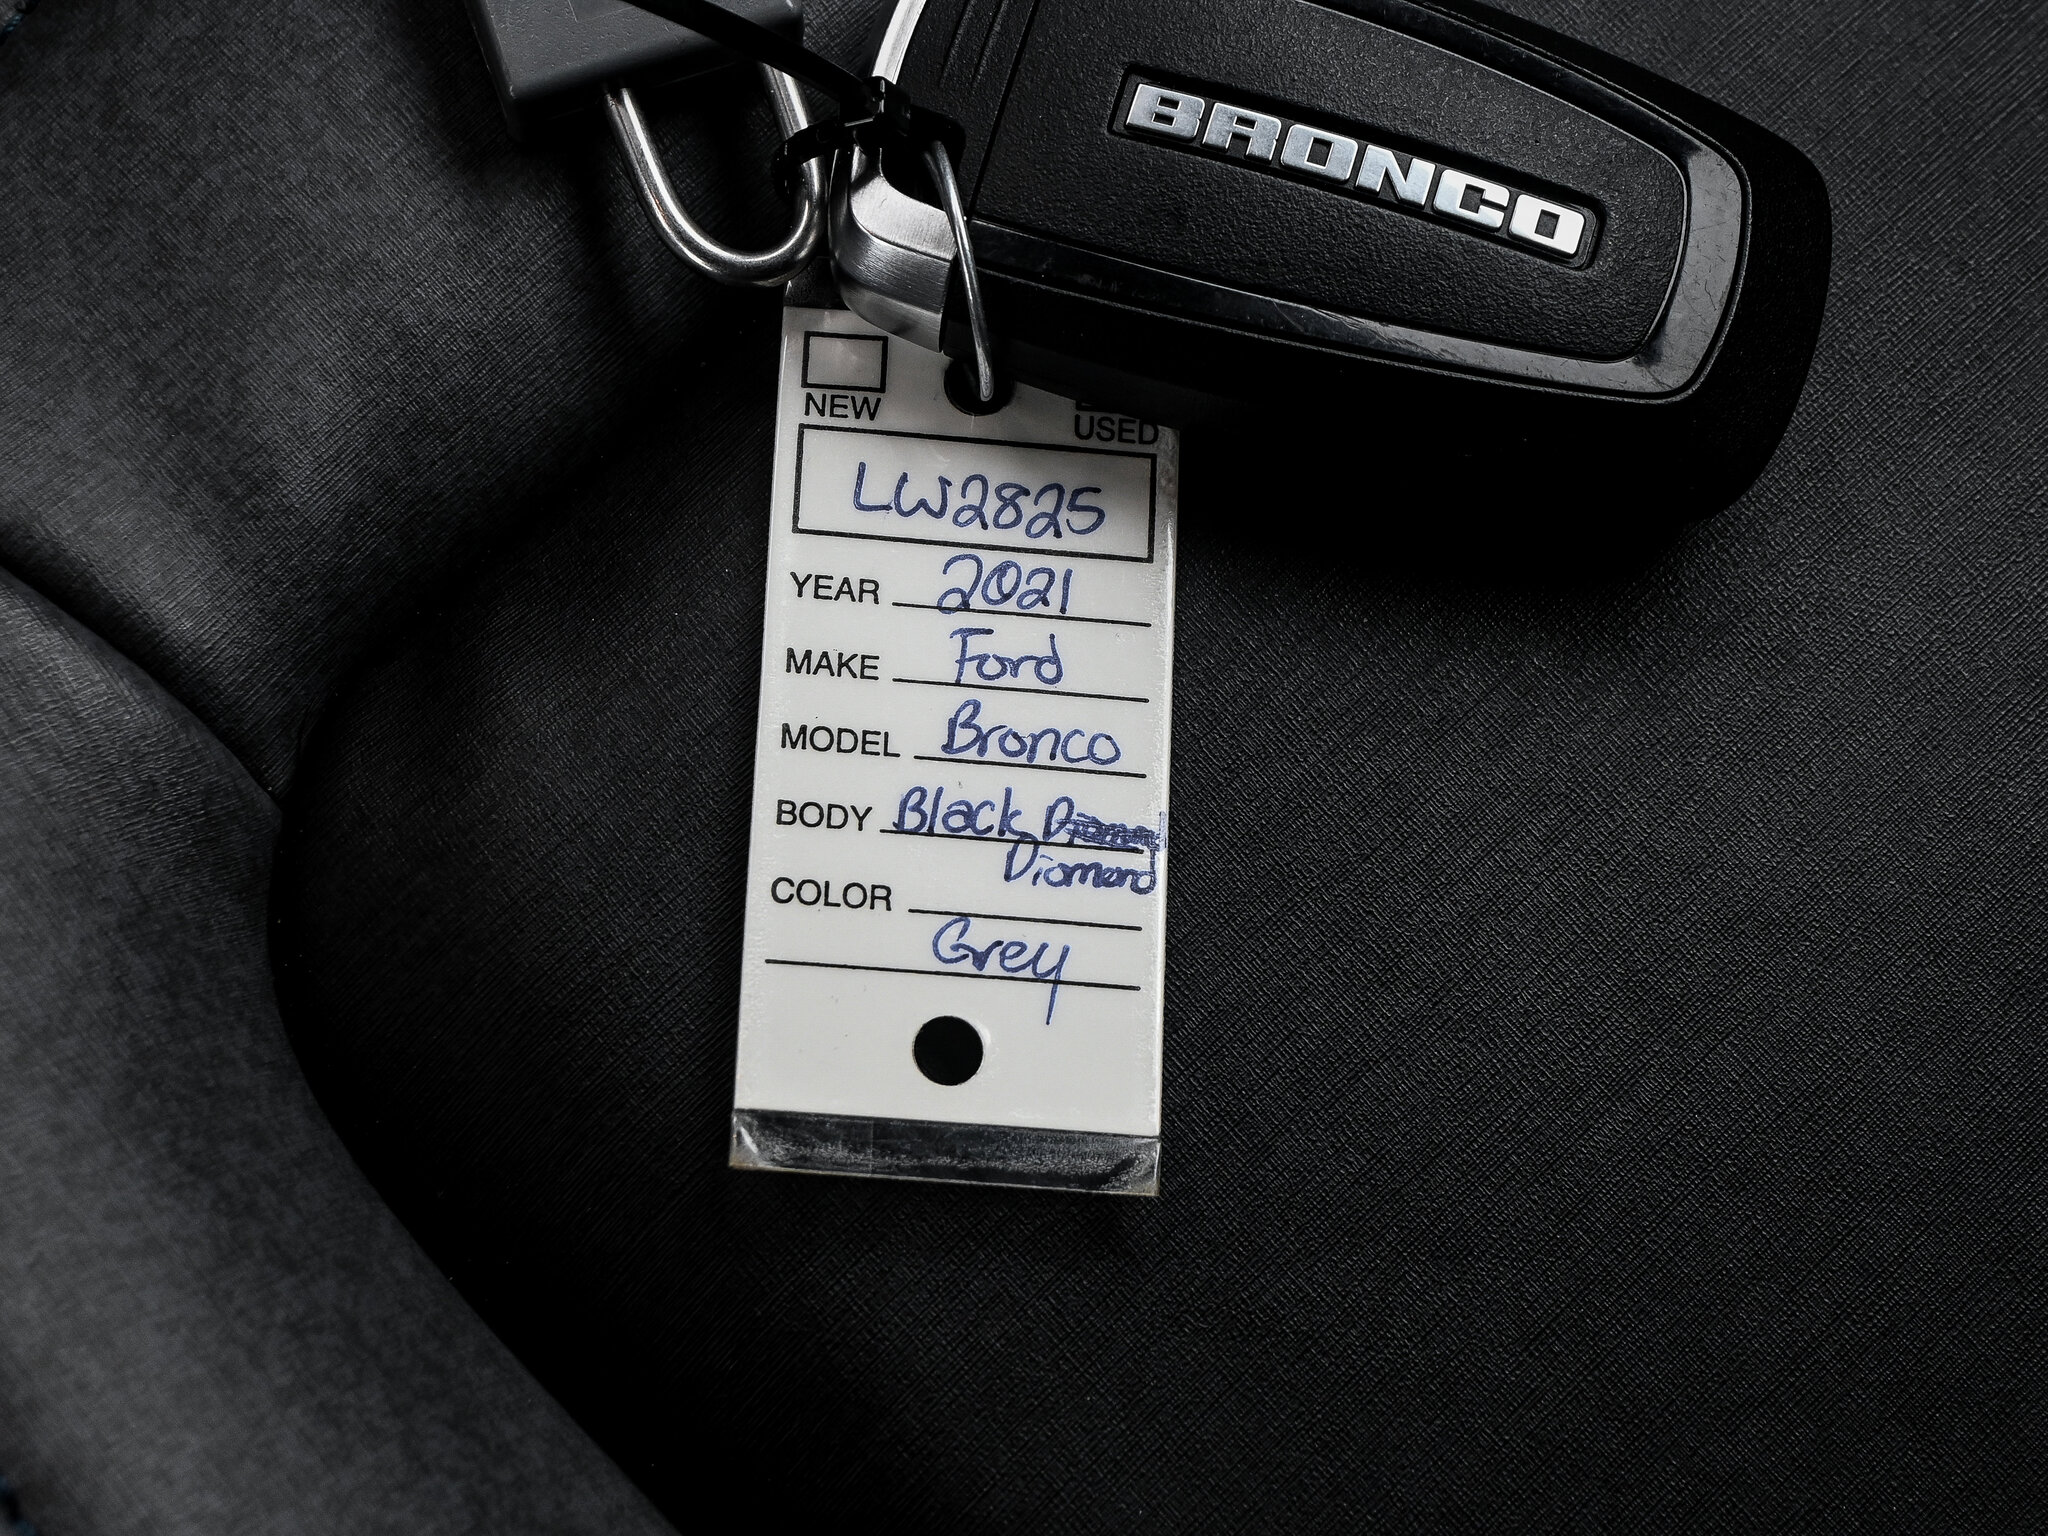 BRONCO
NEW USED
LW2825
YEAR 2021
MAKE Ford
MODEL Bronco
BODY Black
Diamond
COLOR
Grey